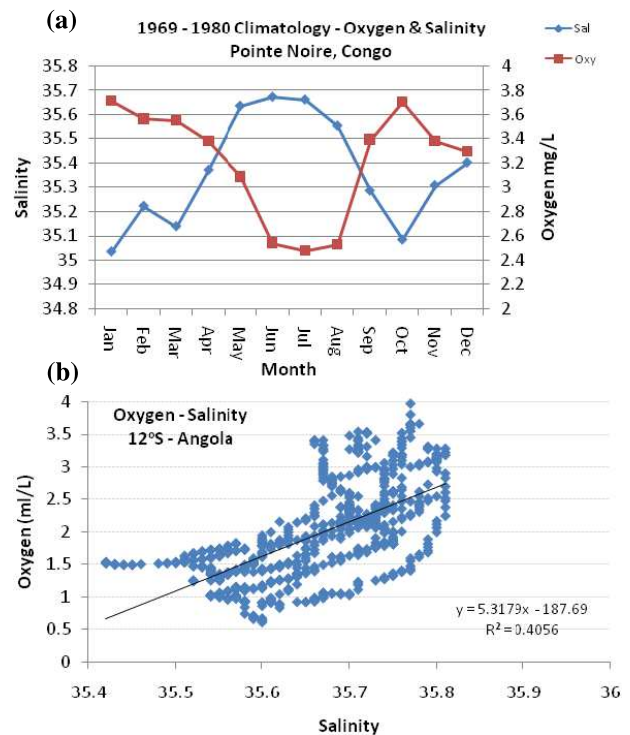 (a)
1969 - 1980 Climatology - Oxygen & Salinity
Pointe Noire, Congo
Sal
Oxy
35.8
35.7
35.6
35.5
35.4
35.3
35.2
35.1
35
34.9
34.8
Salinity
4
3.6
3.2
3
2.8
2.6
2.4
2.2
2
Oxygen mg/L
Jan
Feb
Mar
Apr
May
Jun
Jul
Aug
Sep
Oct
Nov
Dec
Month
(b)
Oxygen - Salinity
12°S - Angola
4
3.5
3
2.5
2
1.5
1
0.5
0
Oxygen (ml/L)
y = 5.3179x - 187.69
R² = 0.4056
35.4
35.5
35.6
35.7
35.8
35.9
36
Salinity